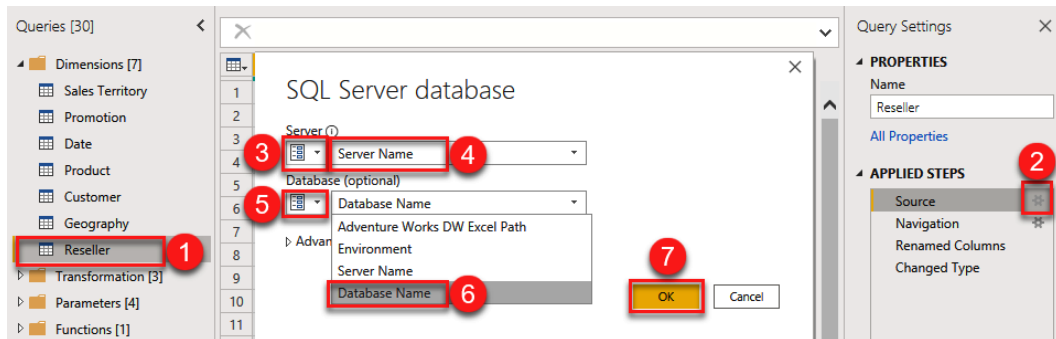 Queries [30]
Dimensions [7]
Sales Territory
Promotion
Date
Product
Customer
Geography
Reseller
1
Transformation [3]
Parameters [4]
Functions [1]
1
2
3
4
5
6
7
8
9
10
11
SQL Server database
Server
3
Server Name
4
Database (optional)
5
Database Name
Adventure Works DW Excel Path
Environment
Server Name
Database Name
6
Advan
7
OK
Cancel
Query Settings
PROPERTIES
Name
Reseller
All Properties
2
APPLIED STEPS
Source
Navigation
Renamed Columns
Changed Type